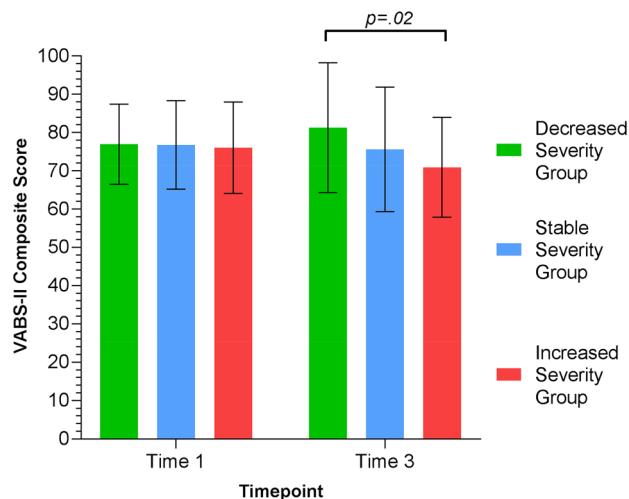 p=.02
100
90
80
70
60
50
40
30
20
10
0
VABS-II Composite Score
Time 1
Time 3
Timepoint
Decreased
Severity
Group
Stable
Severity
Group
Increased
Severity
Group